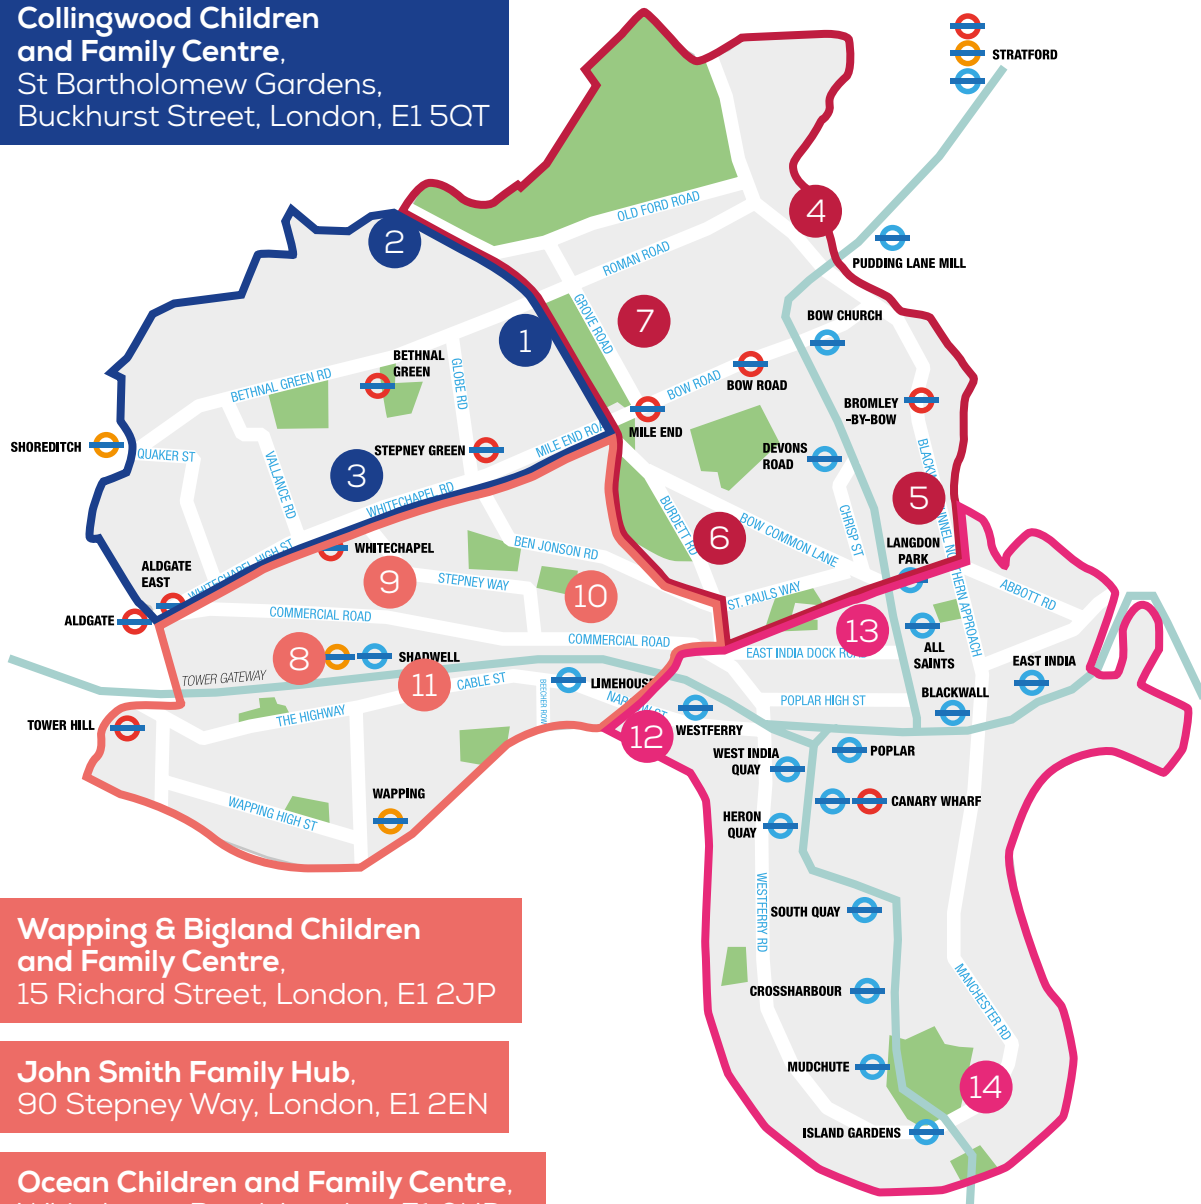 Collingwood Children
and Family Centre,
St Bartholomew Gardens,
Buckhurst Street, London, E1 5QT
STRATFORD
4
OLD FORD ROAD
2
PUDDING LANE MILL
ROMAN ROAD
GROVE ROAD
7
BOW CHURCH
1
BETHNAL
GREEN
GLOBE RD
BETHNAL GREEN RD
BOW ROAD
BOW ROAD
BROMLEY
-BY-BOW
MILE END
MILE END
SHOREDITCH
QUAKER ST
STEPNEY GREEN
DEVONS
ROAD
VALLANCE RD
3
WHITECHAPEL RD
5
BURDETT RD
BOW COMMON LANE
CHRISP ST
6
LANGDON
PARK
WHITECHAPEL HIGH ST
WHITECHAPEL
BEN JONSON RD
ALDGATE
EAST
9
STEPNEY WAY
10
ST. PAULS WAY
ABBOTT RD
APPROACH
ALDGATE
COMMERCIAL ROAD
COMMERCIAL ROAD
13
EAST INDIA DOCK
ALL
SAINTS
8
SHADWELL
EAST INDIA
TOWER GATEWAY
11
CABLE ST
BEECHER ROW
LIMEHOUSE
POPLAR HIGH ST
BLACKWALL
TOWER HILL
THE HIGHWAY
12
WESTFERRY
WEST INDIA
QUAY
POPLAR
WAPPING
WAPPING HIGH ST
CANARY WHARF
HERON
QUAY
WESTFERRY RD
SOUTH QUAY
Wapping & Bigland Children
and Family Centre,
15 Richard Street, London, E1 2JP
CROSSHARBOUR
MANCHESTER RD
John Smith Family Hub,
90 Stepney Way, London, E1 2EN
MUDCHUTE
14
ISLAND GARDENS
Ocean Children and Family Centre,